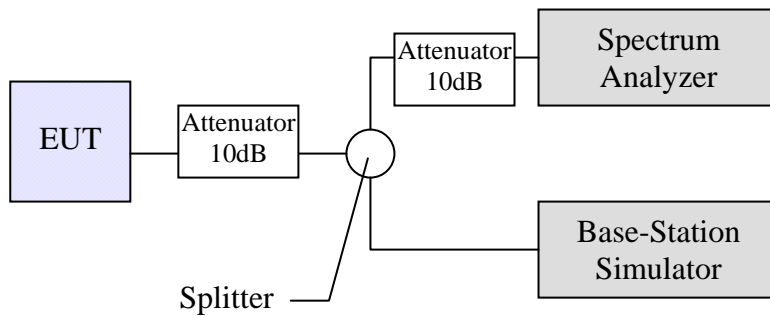 EUT
Attenuator
10dB
Attenuator
10dB
Spectrum
Analyzer
Base-Station
Simulator
Splitter